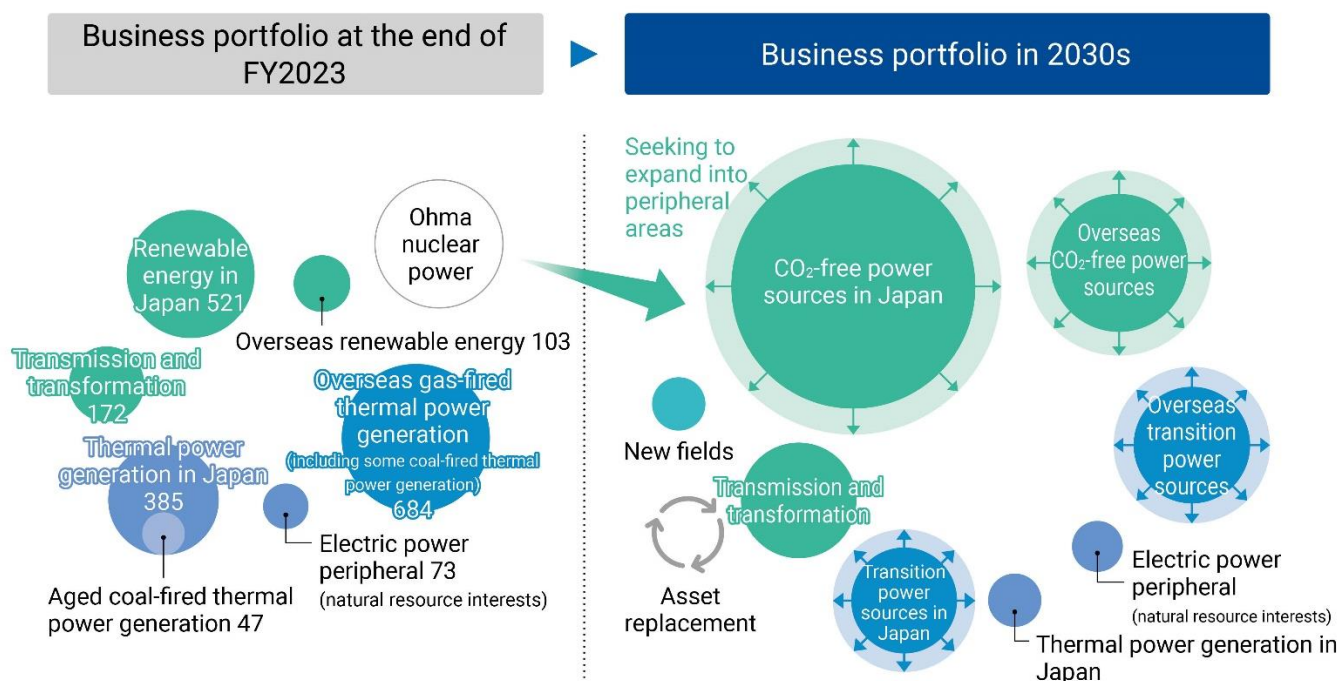 Business portfolio at the end of
FY2023
Business portfolio in 2030s
Renewable
energy in
Japan 521
Ohma
nuclear
power
Overseas renewable energy 103
Transmission and
transformation
172
Overseas gas-fired
thermal power
generation
(including some coal-fired thermal
power generation)
684
Thermal power
generation in Japan
385
Electric power
peripheral 73
(natural resource interests)
Aged coal-fired thermal
power generation 47
Seeking to
expand into
peripheral
areas
CO₂-free power
sources in Japan
Overseas
CO₂-free power
sources
New fields
Overseas
transition
power
sources
Transmission and
transformation
Asset
replacement
Transition
power
sources in
Japan
Electric power
peripheral
(natural resource interests)
Thermal power generation in
Japan